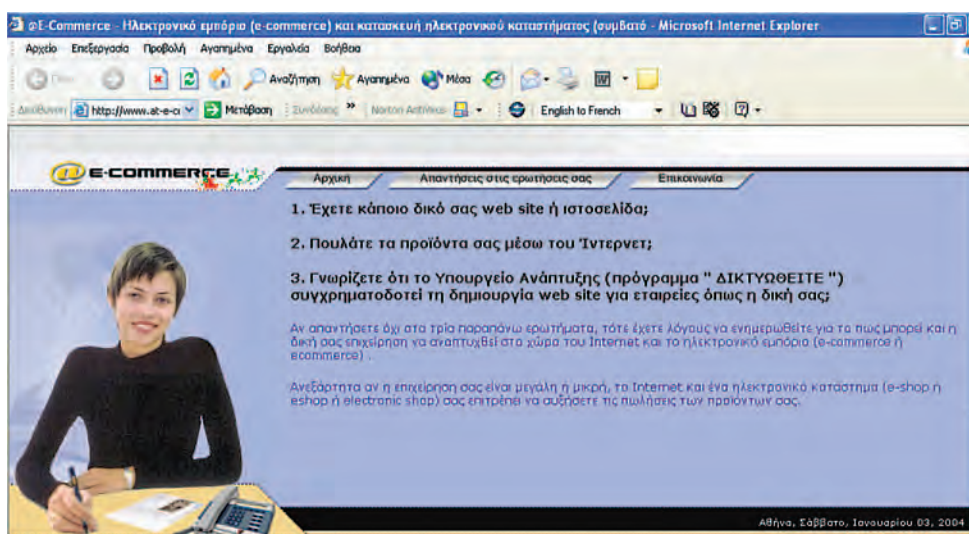 @E-Commerce - Ηλεκτρονικό εμπόριο (e-commerce) και κατασκευή ηλεκτρονικού καταστήματος (συμβατό - Microsoft Internet Explorer
Αρχείο Επεξεργασία Προβολή Αγαπημένα Εργαλεία Βοήθεια
Αναζήτηση Αγαπημένα Μέσα
Διεύθυνση http://www.at-e-c Μετάβαση Συνδέσεις » Norton AntiVirus English to French
@ E-COMMERCE Αρχική Απαντήσεις στις ερωτήσεις σας Επικοινωνία
1. Έχετε κάποιο δικό σας web site ή ιστοσελίδα;
2. Πουλάτε τα προϊόντα σας μέσω του Ίντερνετ;
3. Γνωρίζετε ότι το Υπουργείο Ανάπτυξης (πρόγραμμα " ΔΙΚΤΥΩΘΕΙΤΕ ")
συγχρηματοδοτεί τη δημιουργία web site για εταιρείες όπως η δική σας;
Αν απαντήσετε όχι στα τρία παραπάνω ερωτήματα, τότε έχετε λόγους να ενημερωθείτε για το πως μπορεί και η
δική σας επιχείρηση να αναπτυχθεί στο χώρο του Internet και το ηλεκτρονικό εμπόριο (e-commerce ή
ecommerce) .
Ανεξάρτητα αν η επιχείρηση σας είναι μεγάλη ή μικρή, το Internet και ένα ηλεκτρονικό κατάστημα (e-shop ή
eshop ή electronic shop) σας επιτρέπει να αυξήσετε τις πωλήσεις των προϊόντων σας.
Αθήνα, Σάββατο, Ιανουαρίου 03, 2004